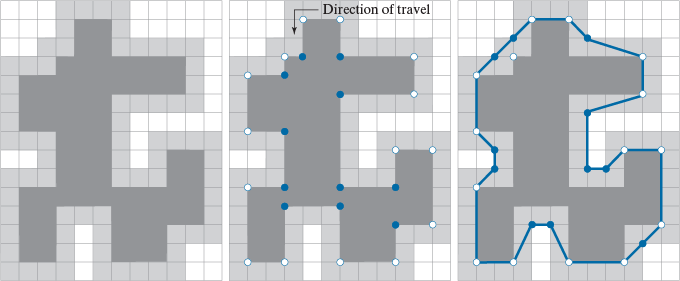 Direction of travel